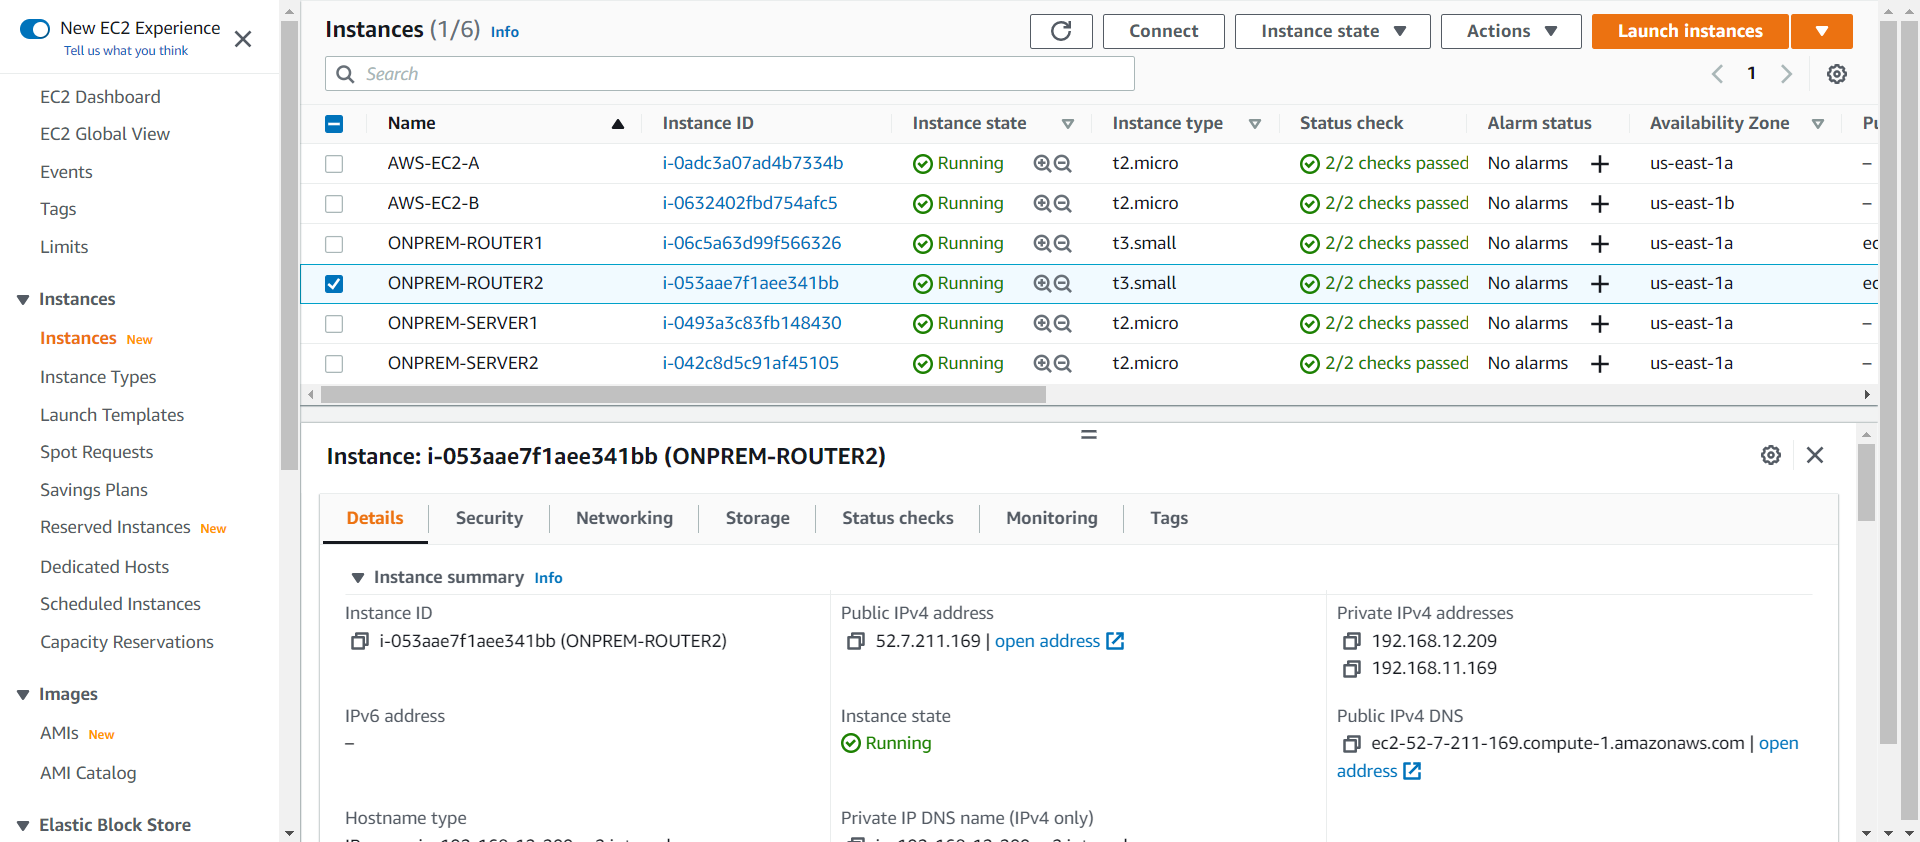 New EC2 Experience
Tell us what you think
EC2 Dashboard
EC2 Global View
Events
Tags
Limits
Instances
Instances New
Instance Types
Launch Templates
Spot Requests
Savings Plans
Reserved Instances New
Dedicated Hosts
Scheduled Instances
Capacity Reservations
Images
AMIs New
AMI Catalog
Elastic Block Store
Instances (1/6) Info
Connect
Instance state
Actions
Launch instances
Search
1
Name Instance ID Instance state Instance type Status check Alarm status Availability Zone
AWS-EC2-A i-0adc3a07ad4b7334b Running t2.micro 2/2 checks passed No alarms us-east-1a –
AWS-EC2-B i-0632402fbd754afc5 Running t2.micro 2/2 checks passed No alarms us-east-1b –
ONPREM-ROUTER1 i-06c5a63d99f566326 Running t3.small 2/2 checks passed No alarms us-east-1a ec
ONPREM-ROUTER2 i-053aae7f1aee341bb Running t3.small 2/2 checks passed No alarms us-east-1a ec
ONPREM-SERVER1 i-0493a3c83fb148430 Running t2.micro 2/2 checks passed No alarms us-east-1a –
ONPREM-SERVER2 i-042c8d5c91af45105 Running t2.micro 2/2 checks passed No alarms us-east-1a –
Instance: i-053aae7f1aee341bb (ONPREM-ROUTER2)
Details Security Networking Storage Status checks Monitoring Tags
Instance summary Info
Instance ID
i-053aae7f1aee341bb (ONPREM-ROUTER2)
Public IPv4 address
52.7.211.169 | open address
Private IPv4 addresses
192.168.12.209
192.168.11.169
IPv6 address
–
Instance state
Running
Public IPv4 DNS
ec2-52-7-211-169.compute-1.amazonaws.com | open
address
Hostname type
Private IP DNS name (IPv4 only)